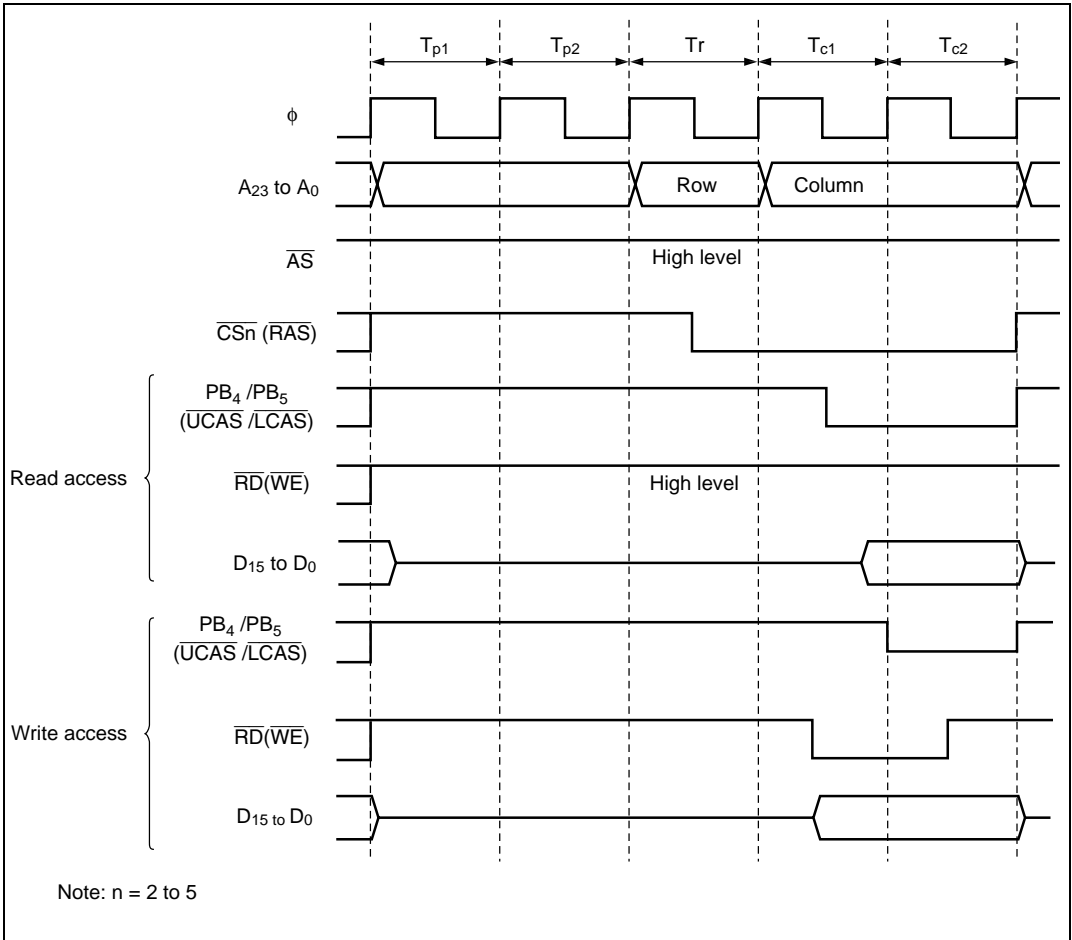 Tp1 Tp2 Tr Tc1 Tc2
φ
A23 to A0 Row Column
AS High level
CSn (RAS)
PB4 /PB5
(UCAS /LCAS)
Read access RD(WE) High level
D15 to D0
PB4 /PB5
(UCAS /LCAS)
Write access RD(WE)
D15 to D0
Note: n = 2 to 5